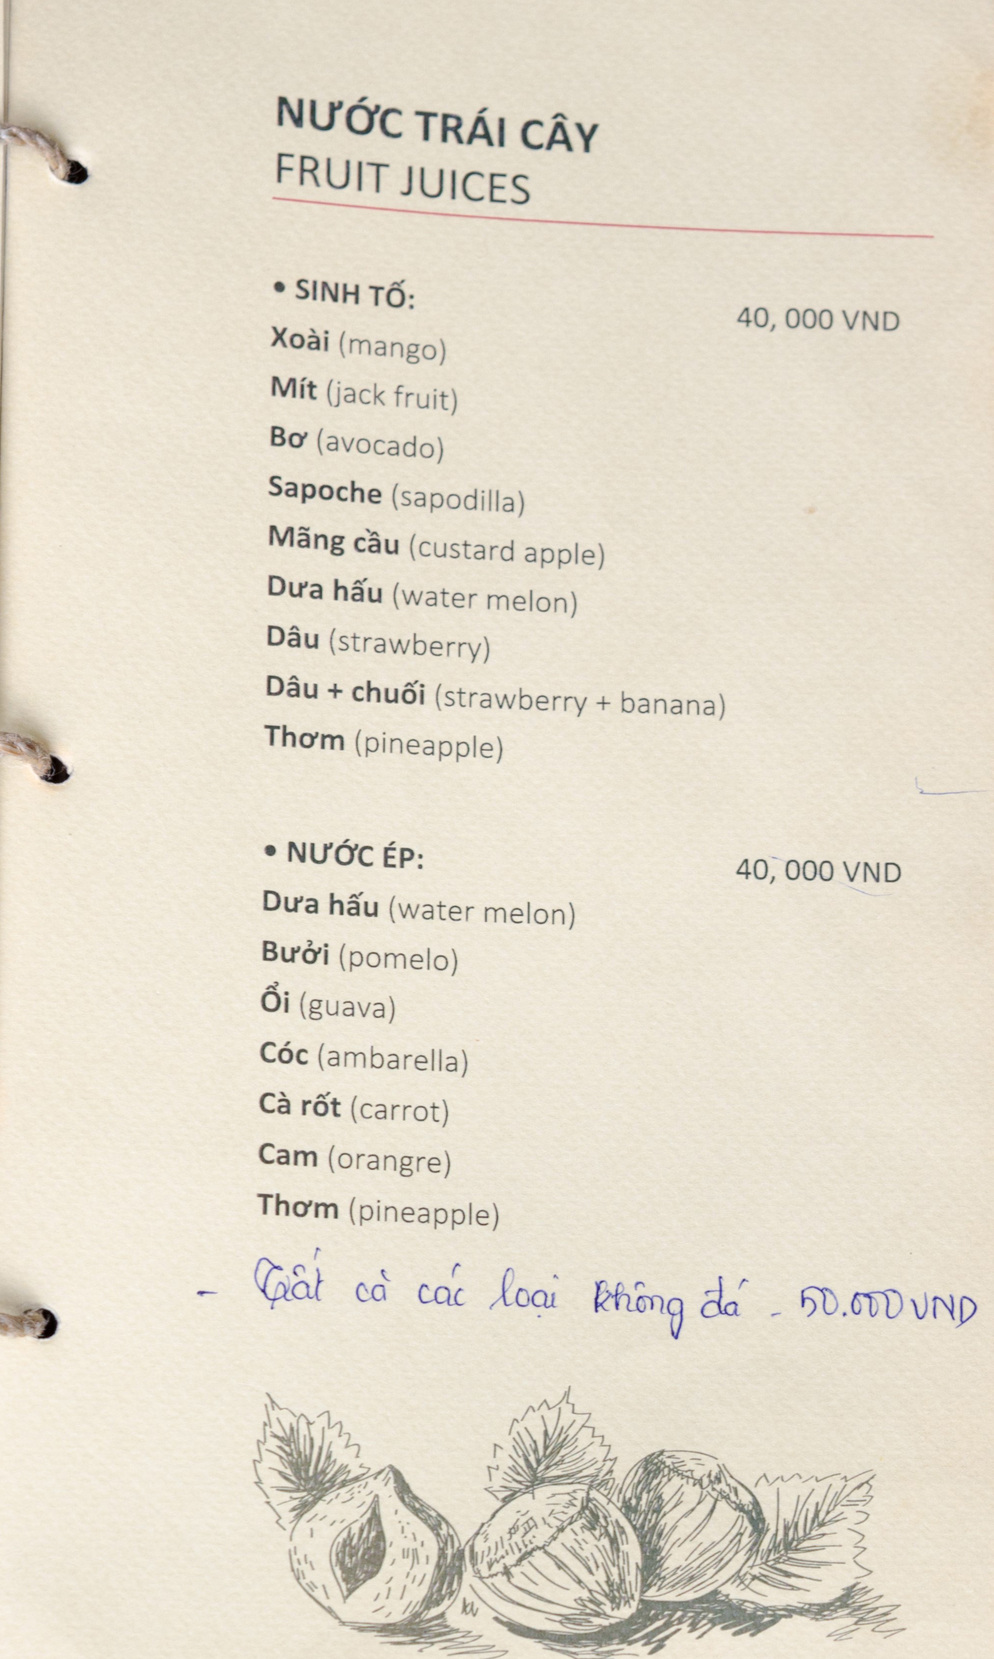 NƯỚC TRÁI CÂY
FRUIT JUICES
• SINH TỐ: 40, 000 VND
Xoài (mango)
Mít (jack fruit)
Bơ (avocado)
Sapoche (sapodilla)
Mãng cầu (custard apple)
Dưa hấu (water melon)
Dâu (strawberry)
Dâu + chuối (strawberry + banana)
Thơm (pineapple)
• NƯỚC ÉP: 40, 000 VND
Dưa hấu (water melon)
Bưởi (pomelo)
Ổi (guava)
Cóc (ambarella)
Cà rốt (carrot)
Cam (orangre)
Thơm (pineapple)
- Tất cả các loại không đá - 50.000 VND